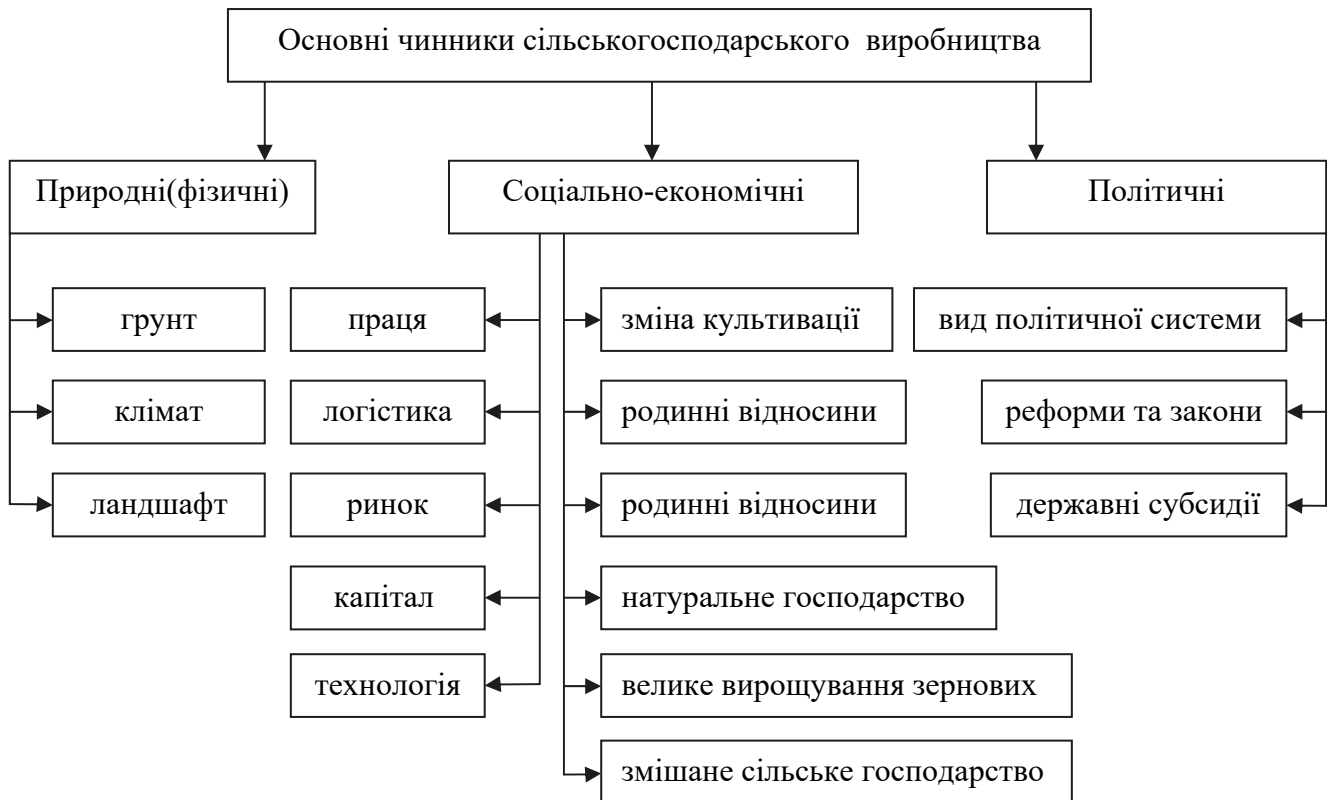 Основні чинники сільськогосподарського виробництва
Природні(фізичні)
Соціально-економічні
Політичні
грунт
праця
зміна культивації
вид політичної системи
клімат
логістика
родинні відносини
реформи та закони
ландшафт
ринок
родинні відносини
державні субсидії
капітал
натуральне господарство
технологія
велике вирощування зернових
змішане сільське господарство